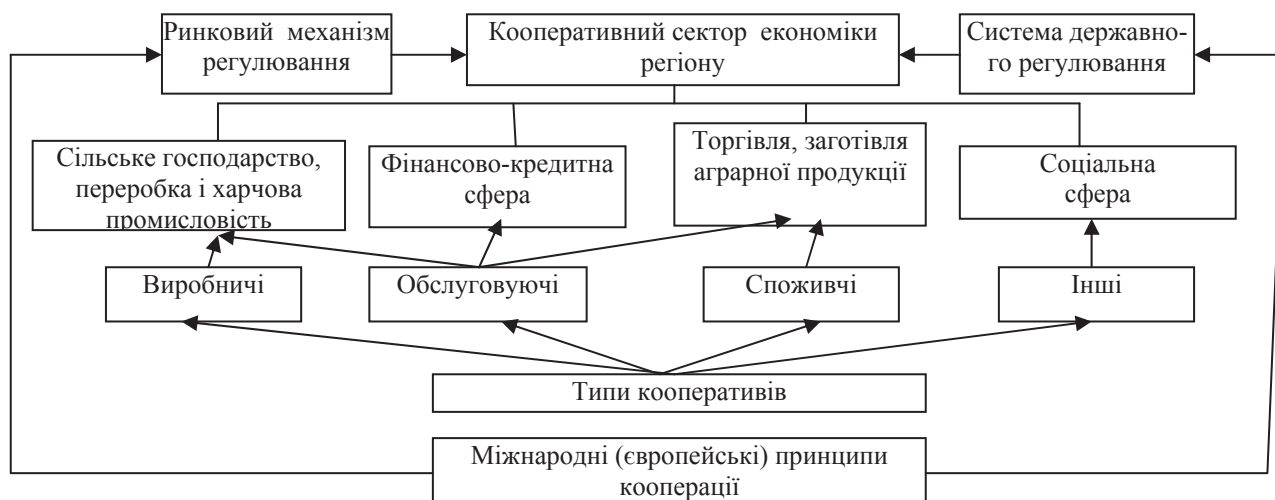 Ринковий механізм
регулювання
Кооперативний сектор економіки
регіону
Система державно-
го регулювання
Сільське господарство,
переробка і харчова
промисловість
Фінансово-кредитна
сфера
Торгівля, заготівля
аграрної продукції
Соціальна
сфера
Виробничі
Обслуговуючі
Споживчі
Інші
Типи кооперативів
Міжнародні (європейські) принципи
кооперації